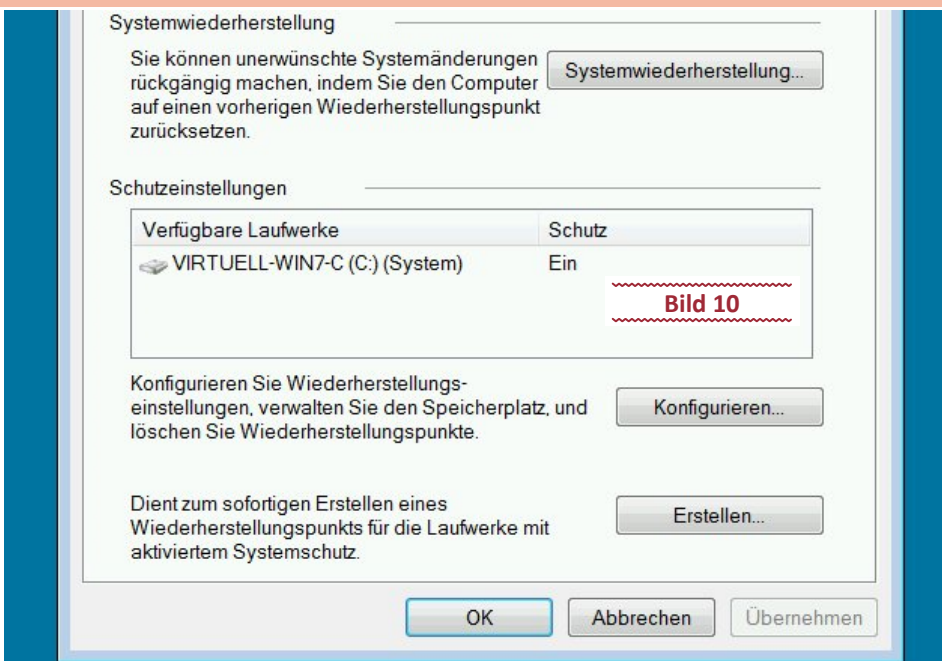 Systemwiederherstellung
Sie können unerwünschte Systemänderungen
rückgängig machen, indem Sie den Computer
auf einen vorherigen Wiederherstellungspunkt
zurücksetzen.
Systemwiederherstellung...
Schutzeinstellungen
Verfügbare Laufwerke Schutz
VIRTUELL-WIN7-C (C:) (System) Ein
Bild 10
Konfigurieren Sie Wiederherstellungs-
einstellungen, verwalten Sie den Speicherplatz, und
löschen Sie Wiederherstellungspunkte.
Konfigurieren...
Dient zum sofortigen Erstellen eines
Wiederherstellungspunkts für die Laufwerke mit
aktiviertem Systemschutz.
Erstellen...
OK Abbrechen Übernehmen